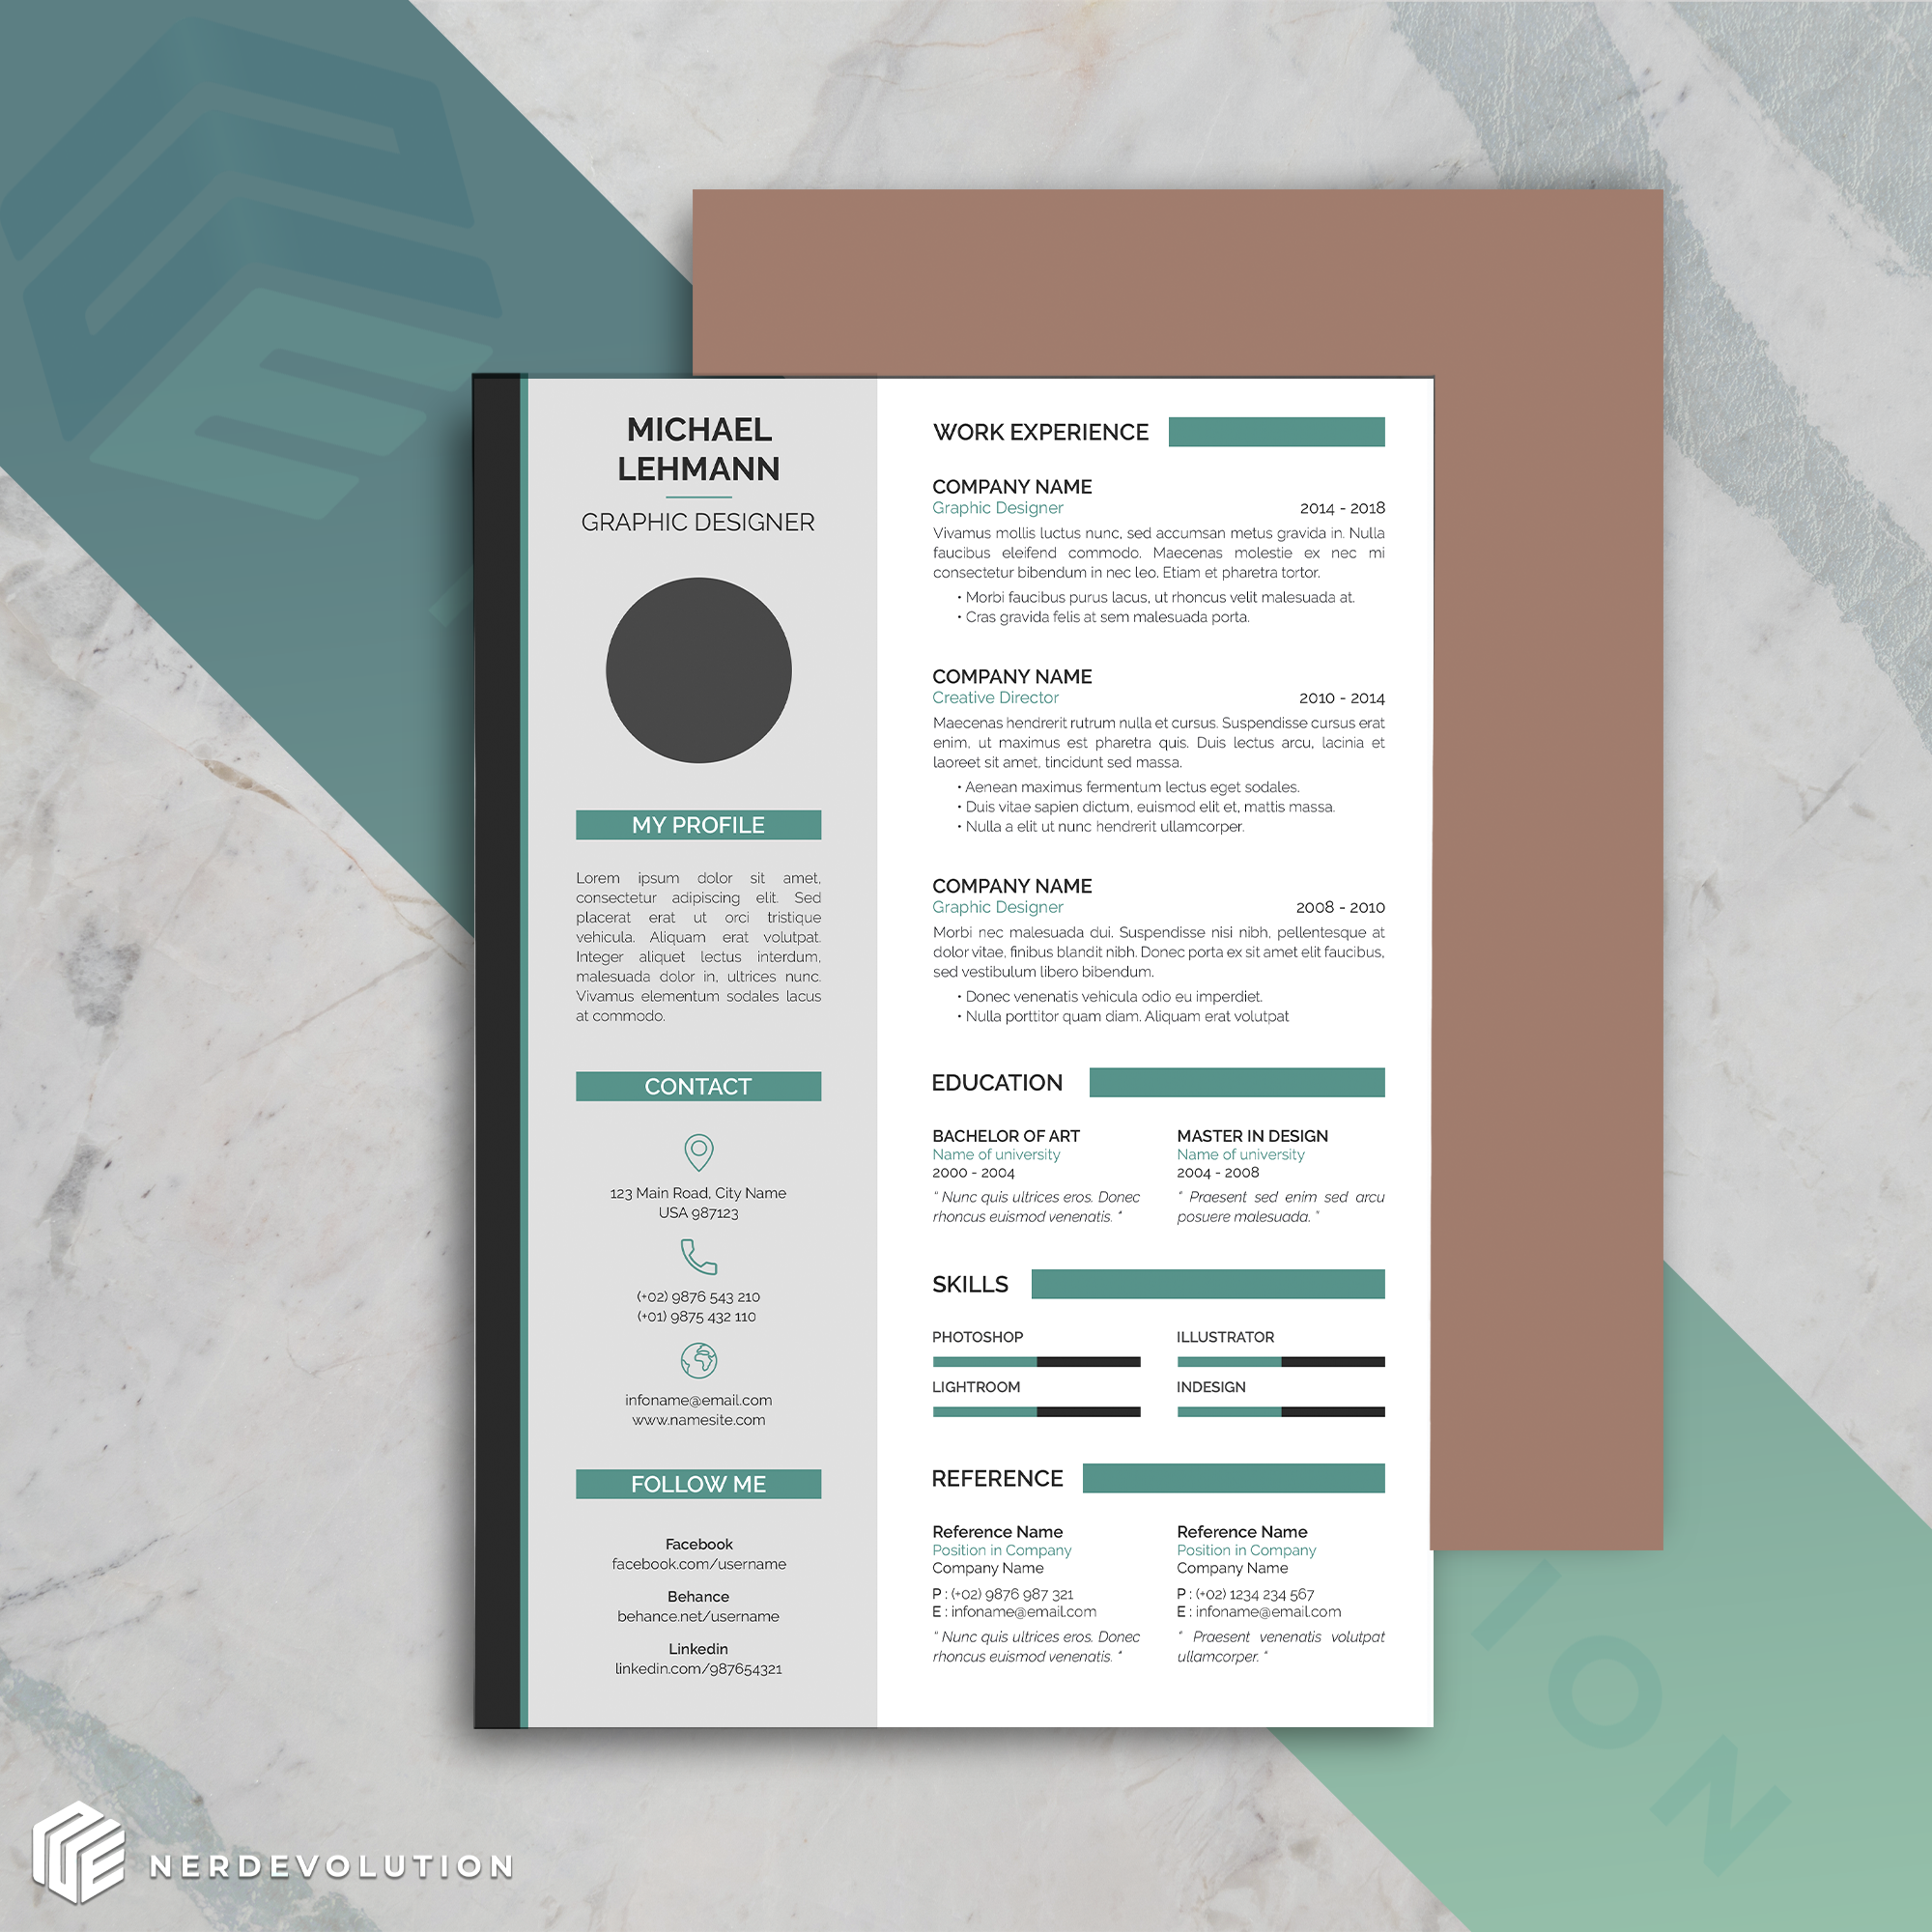 MICHAEL
LEHMANN
GRAPHIC DESIGNER
MY PROFILE
Lorem ipsum dolor sit amet,
consectetur adipiscing elit. Sed
placerat erat ut orci tristique
vehicula. Aliquam erat volutpat.
Integer aliquet lectus interdum,
malesuada dolor in, ultrices nunc.
Vivamus elementum sodales lacus
at commodo.
CONTACT
123 Main Road, City Name
USA 987123
(+02) 9876 543 210
(+01) 9875 432 110
infoname@email.com
www.namesite.com
FOLLOW ME
Facebook
facebook.com/username
Behance
behance.net/username
Linkedin
linkedin.com/987654321
WORK EXPERIENCE
COMPANY NAME
Graphic Designer 2014 - 2018
Vivamus mollis luctus nunc, sed accumsan metus gravida in. Nulla
faucibus eleifend commodo. Maecenas molestie ex nec mi
consectetur bibendum in nec leo. Etiam et pharetra tortor.
• Morbi faucibus purus lacus, ut rhoncus velit malesuada at.
• Cras gravida felis at sem malesuada porta.
COMPANY NAME
Creative Director 2010 - 2014
Maecenas hendrerit rutrum nulla et cursus. Suspendisse cursus erat
enim, ut maximus est pharetra quis. Duis lectus arcu, lacinia et
laoreet sit amet, tincidunt sed massa.
• Aenean maximus fermentum lectus eget sodales.
• Duis vitae sapien dictum, euismod elit et, mattis massa.
• Nulla a elit ut nunc hendrerit ullamcorper.
COMPANY NAME
Graphic Designer 2008 - 2010
Morbi nec malesuada dui. Suspendisse nisi nibh, pellentesque at
dolor vitae, finibus blandit nibh. Donec porta ex sit amet elit faucibus,
sed vestibulum libero bibendum.
• Donec venenatis vehicula odio eu imperdiet.
• Nulla porttitor quam diam. Aliquam erat volutpat
EDUCATION
BACHELOR OF ART
Name of university
2000 - 2004
" Nunc quis ultrices eros. Donec
rhoncus euismod venenatis. "
MASTER IN DESIGN
Name of university
2004 - 2008
" Praesent sed enim sed arcu
posuere malesuada. "
SKILLS
PHOTOSHOP
ILLUSTRATOR
LIGHTROOM
INDESIGN
REFERENCE
Reference Name
Position in Company
Company Name
P : (+02) 9876 987 321
E : infoname@email.com
" Nunc quis ultrices eros. Donec
rhoncus euismod venenatis. "
Reference Name
Position in Company
Company Name
P : (+02) 1234 234 567
E : infoname@email.com
" Praesent venenatis volutpat
ullamcorper. "
ION
NERDEVOLUTION